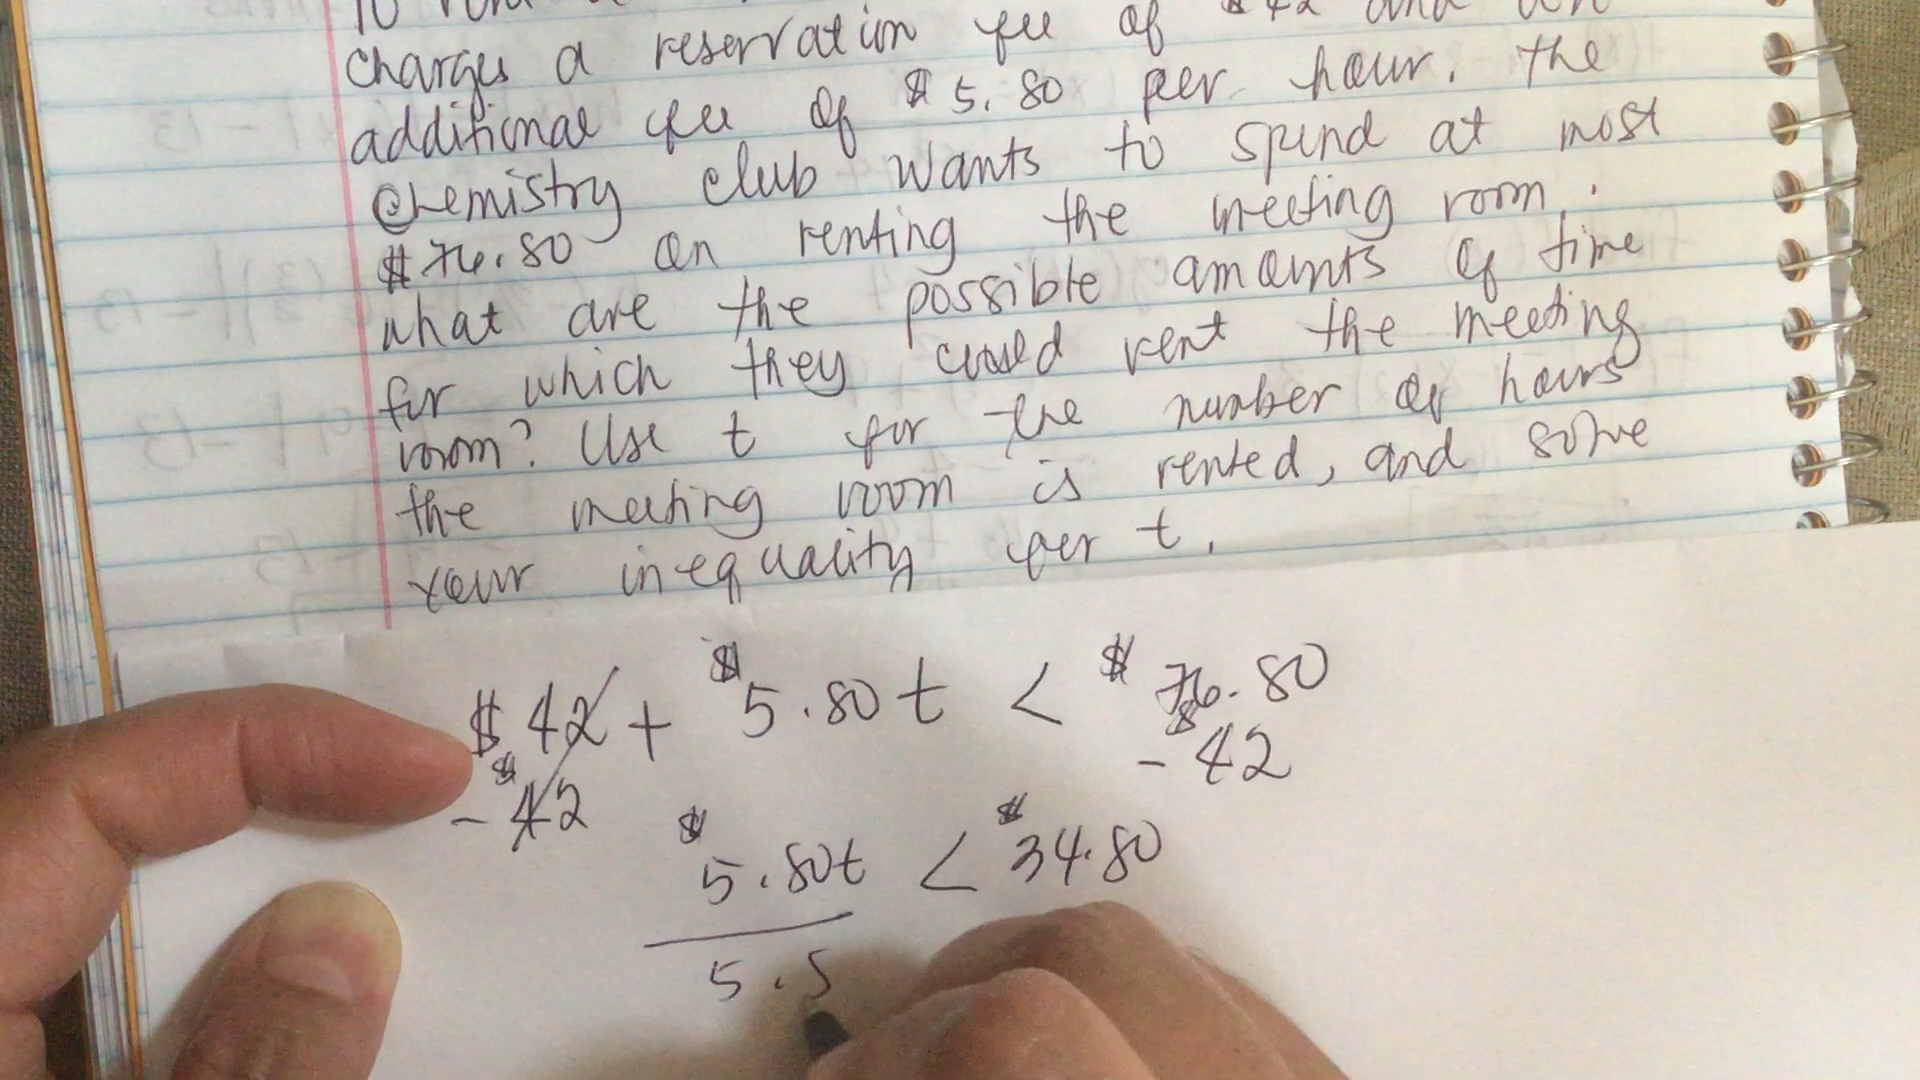 charges a reservation fee of $42 and an
additional fee of $5.80 per hour. The
chemistry club wants to spend at most
$76.80 on renting the meeting room.
what are the possible amounts of time
for which they could rent the meeting
room? Use t for the number of hours
the meeting room is rented, and solve
your inequality for t.
$42 + $5.80t < $76.80
- $42 - $42
$5.80t < $34.80
5.5